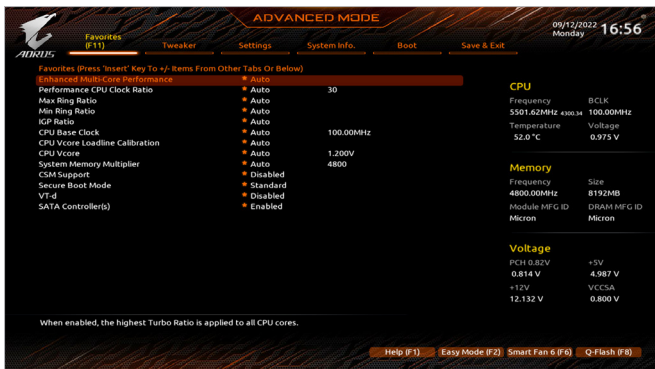 ADVANCED MODE
09/12/2022 Monday 16:56
AORUS
Favorites (F11) Tweaker Settings System Info. Boot Save & Exit
Favorites (Press 'Insert' Key To +/- Items From Other Tabs Or Below)
Enhanced Multi-Core Performance * Auto
Performance CPU Clock Ratio * Auto 30
Max Ring Ratio * Auto
Min Ring Ratio * Auto
IGP Ratio * Auto
CPU Base Clock * Auto 100.00MHz
CPU Vcore Loadline Calibration * Auto
CPU Vcore * Auto 1.200V
System Memory Multiplier * Auto 4800
CSM Support * Disabled
Secure Boot Mode * Standard
VT-d * Disabled
SATA Controller(s) * Enabled
CPU
Frequency BCLK
5501.62MHz 4300.34 100.00MHz
Temperature Voltage
52.0 °C 0.975 V
Memory
Frequency Size
4800.00MHz 8192MB
Module MFG ID DRAM MFG ID
Micron Micron
Voltage
PCH 0.82V +5V
0.814 V 4.987 V
+12V VCCSA
12.132 V 0.800 V
When enabled, the highest Turbo Ratio is applied to all CPU cores.
Help (F1) Easy Mode (F2) Smart Fan 6 (F6) Q-Flash (F8)